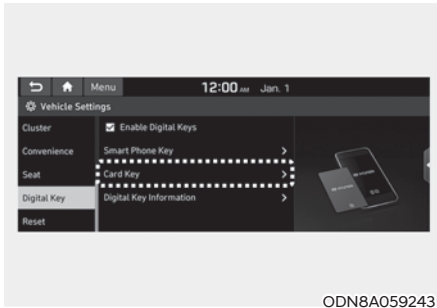 Menu 12:00 AM Jan. 1
Vehicle Settings
Cluster
Enable Digital Keys
Convenience
Smart Phone Key
Seat
Card Key
Digital Key
Digital Key Information
Reset
ODN8A059243